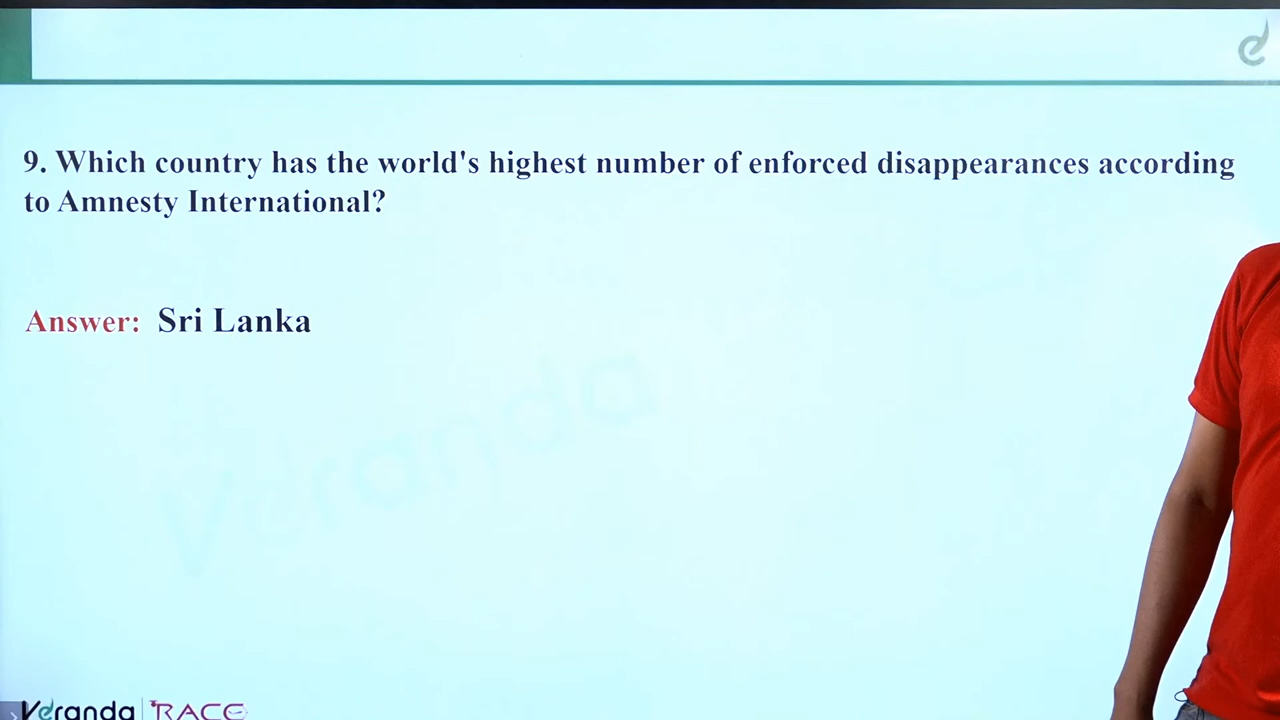 9. Which country has the world's highest number of enforced disappearances according
to Amnesty International?
Answer: Sri Lanka
Veranda
Veranda RACE